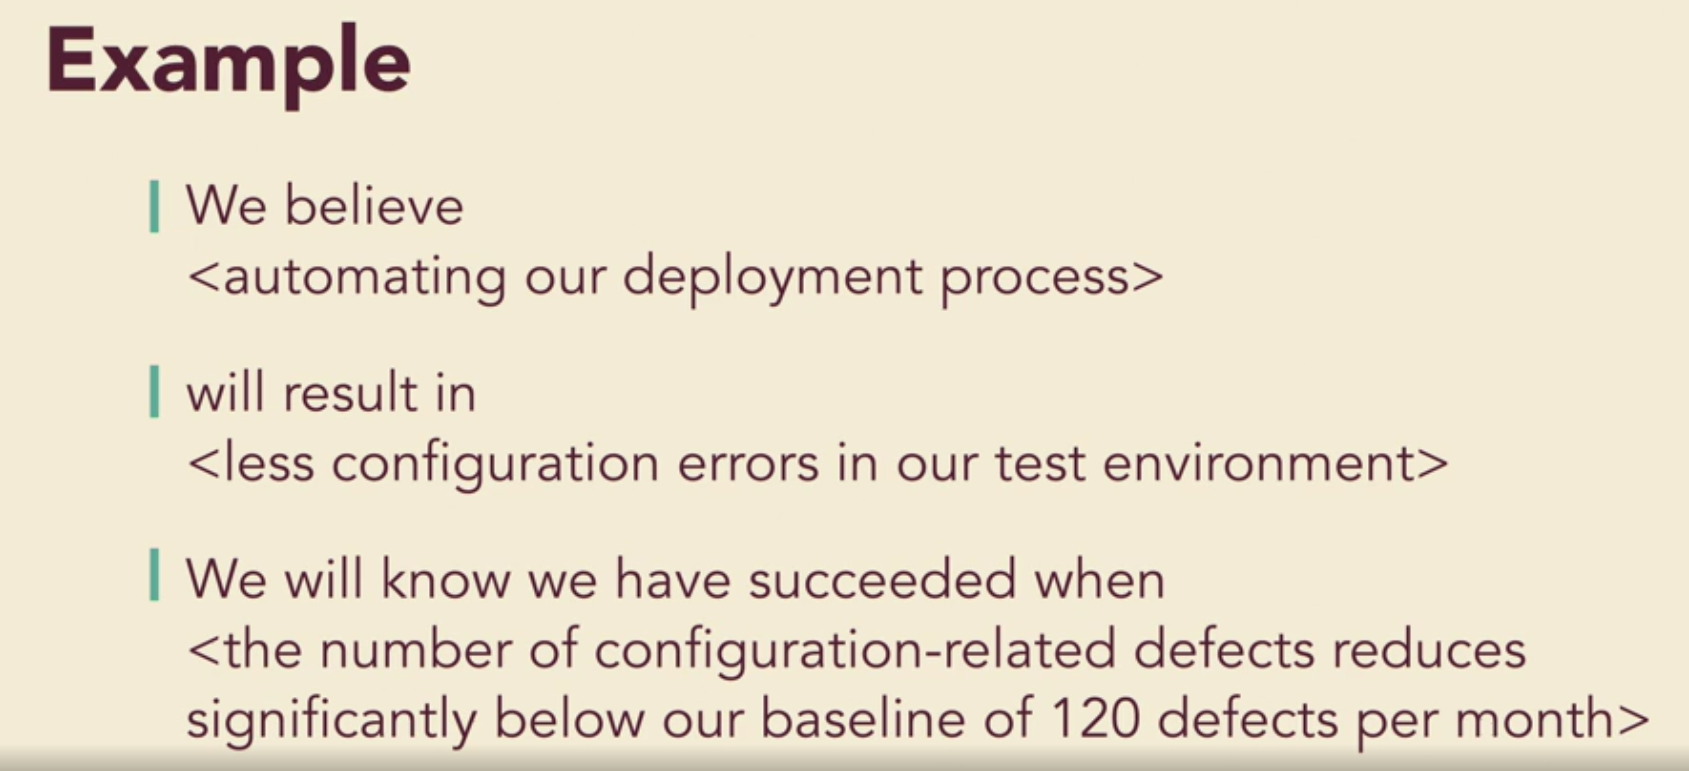 Example
We believe
<automating our deployment process>
will result in
<less configuration errors in our test environment>
We will know we have succeeded when
<the number of configuration-related defects reduces
significantly below our baseline of 120 defects per month>